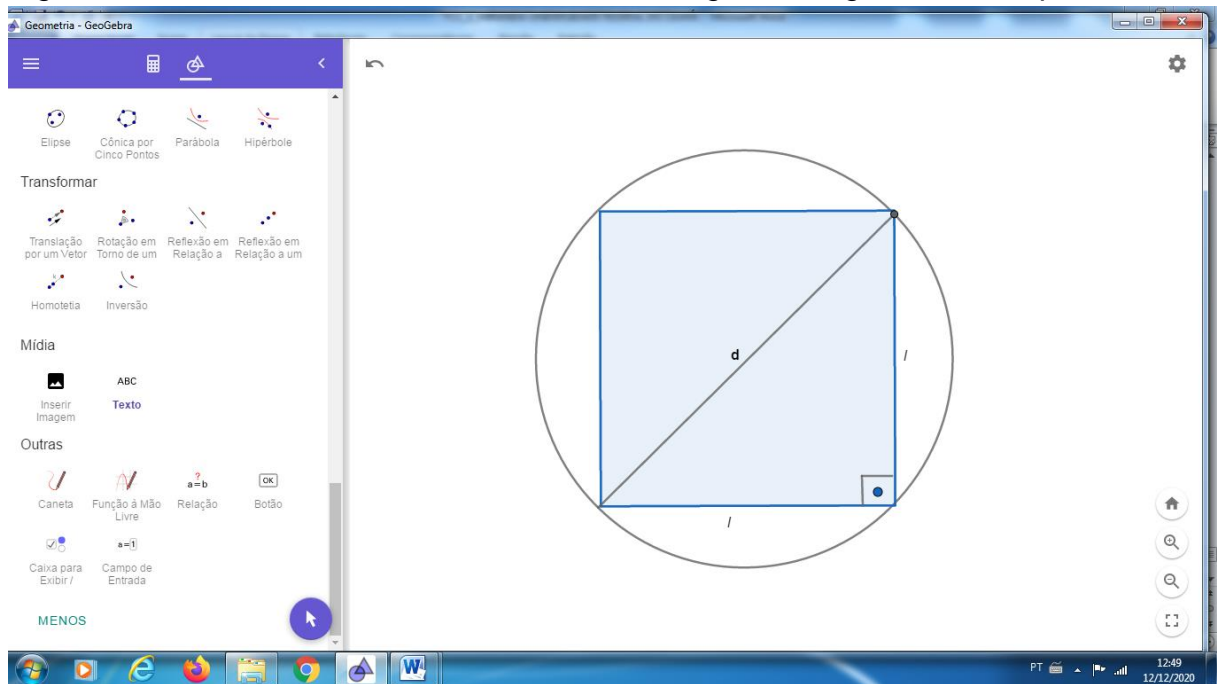 Geometria - GeoGebra
Elipse
Cônica por
Cinco Pontos
Parábola
Hipérbole
Transformar
Translação
por um Vetor
Rotação em
Torno de um
Reflexão em
Relação a
Reflexão em
Relação a um
Homotetia
Inversão
Mídia
Inserir
Imagem
ABC
Texto
Outras
Caneta
Função à Mão
Livre
a=b
?
Relação
OK
Botão
Caixa para
Exibir /
a=1
Campo de
Entrada
MENOS
d
l
l
PT
12:49
12/12/2020